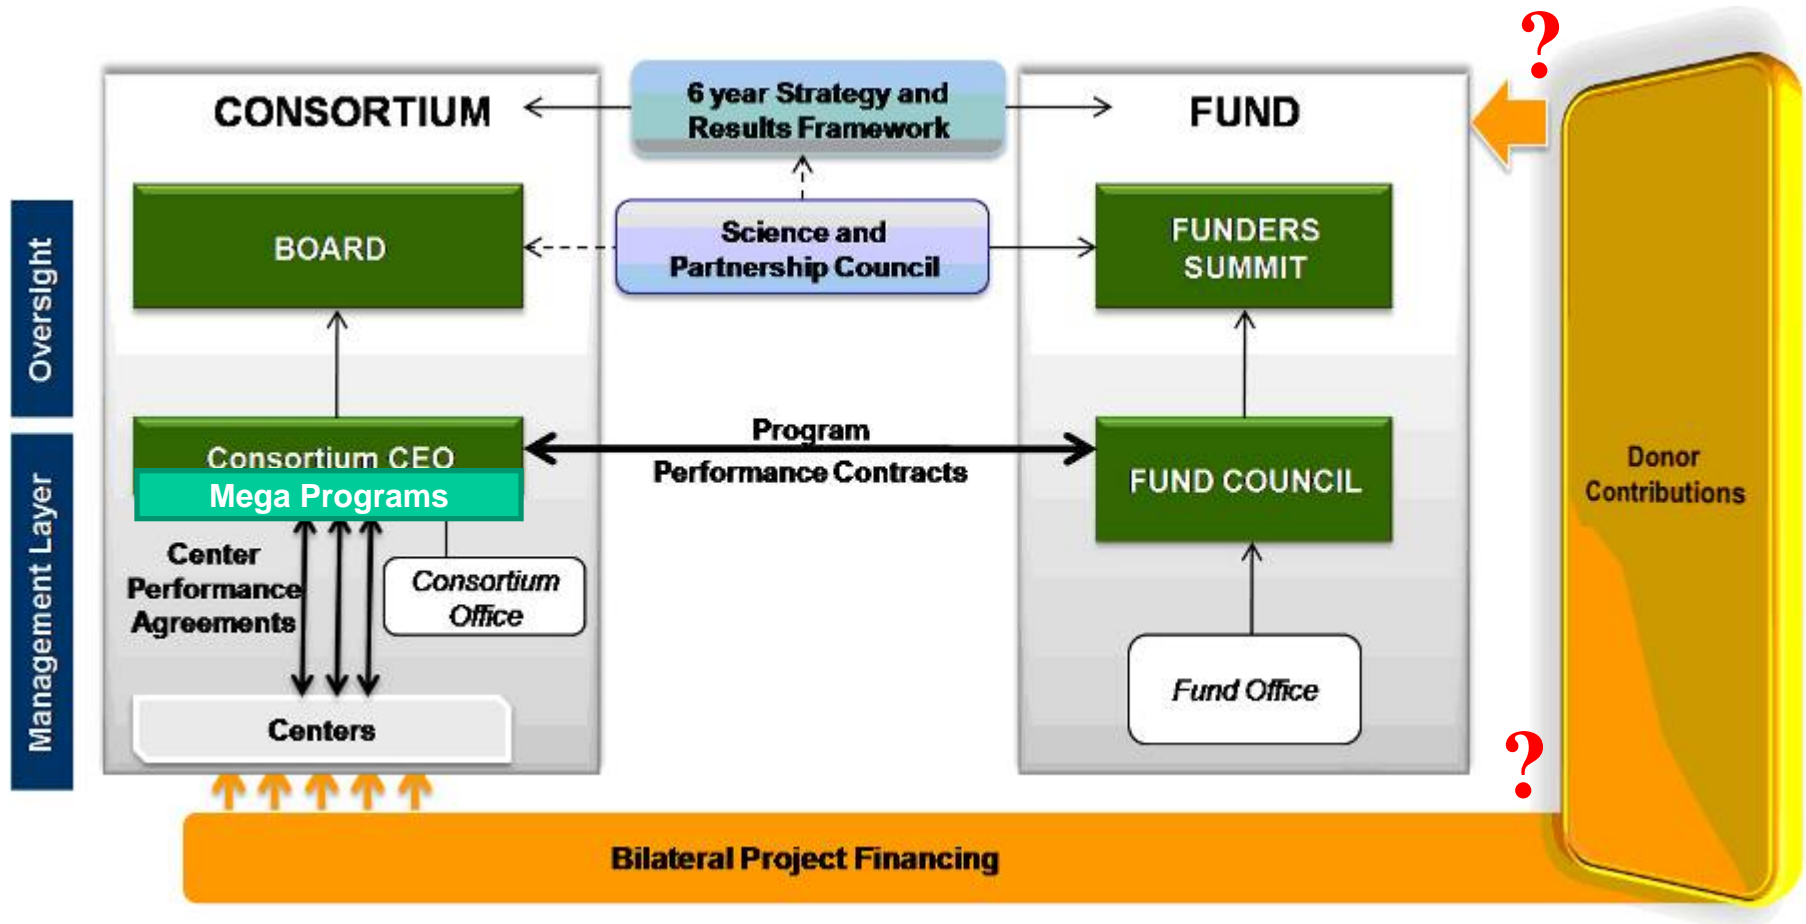 ?
CONSORTIUM
6 year Strategy and
Results Framework
FUND
Oversight
BOARD
Science and
Partnership Council
FUNDERS
SUMMIT
Management Layer
Consortium CEO
Mega Programs
Program
Performance Contracts
FUND COUNCIL
Donor
Contributions
Center
Performance
Agreements
Consortium
Office
Fund Office
Centers
?
Bilateral Project Financing